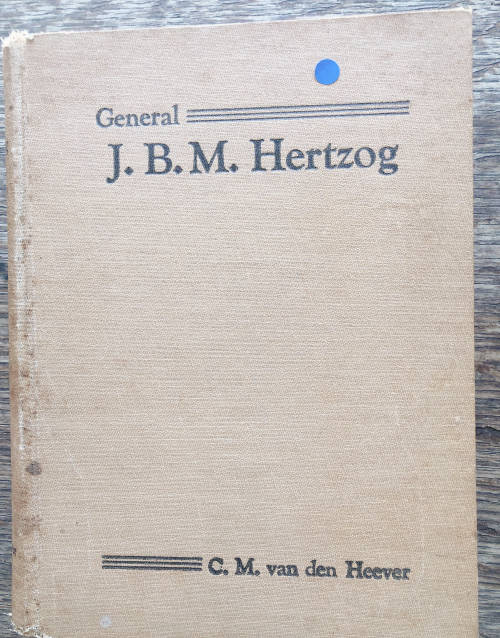 General
J. B. M. Hertzog
C. M. van den Heever